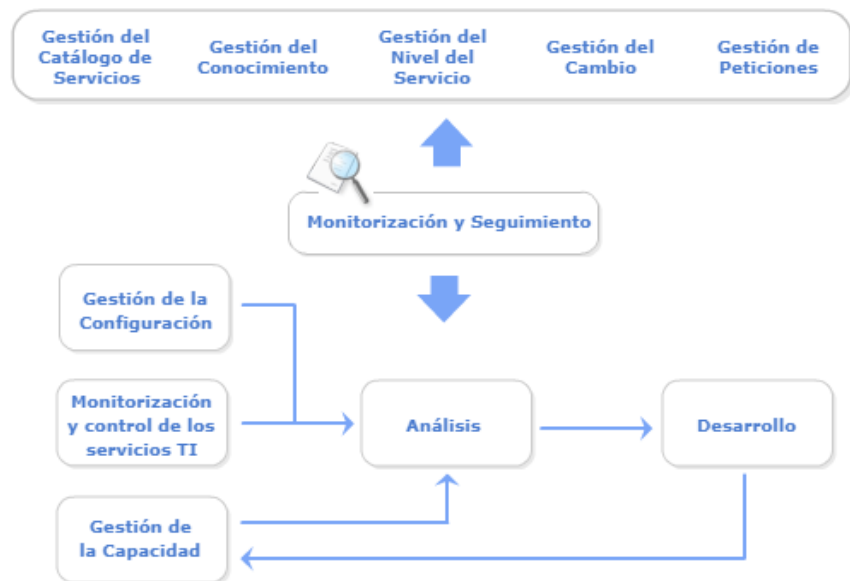 Gestión del
Catálogo de
Servicios
Gestión del
Conocimiento
Gestión del
Nivel del
Servicio
Gestión del
Cambio
Gestión de
Peticiones
Monitorización y Seguimiento
Gestión de la
Configuración
Monitorización
y control de los
servicios TI
Análisis
Desarrollo
Gestión de
la Capacidad